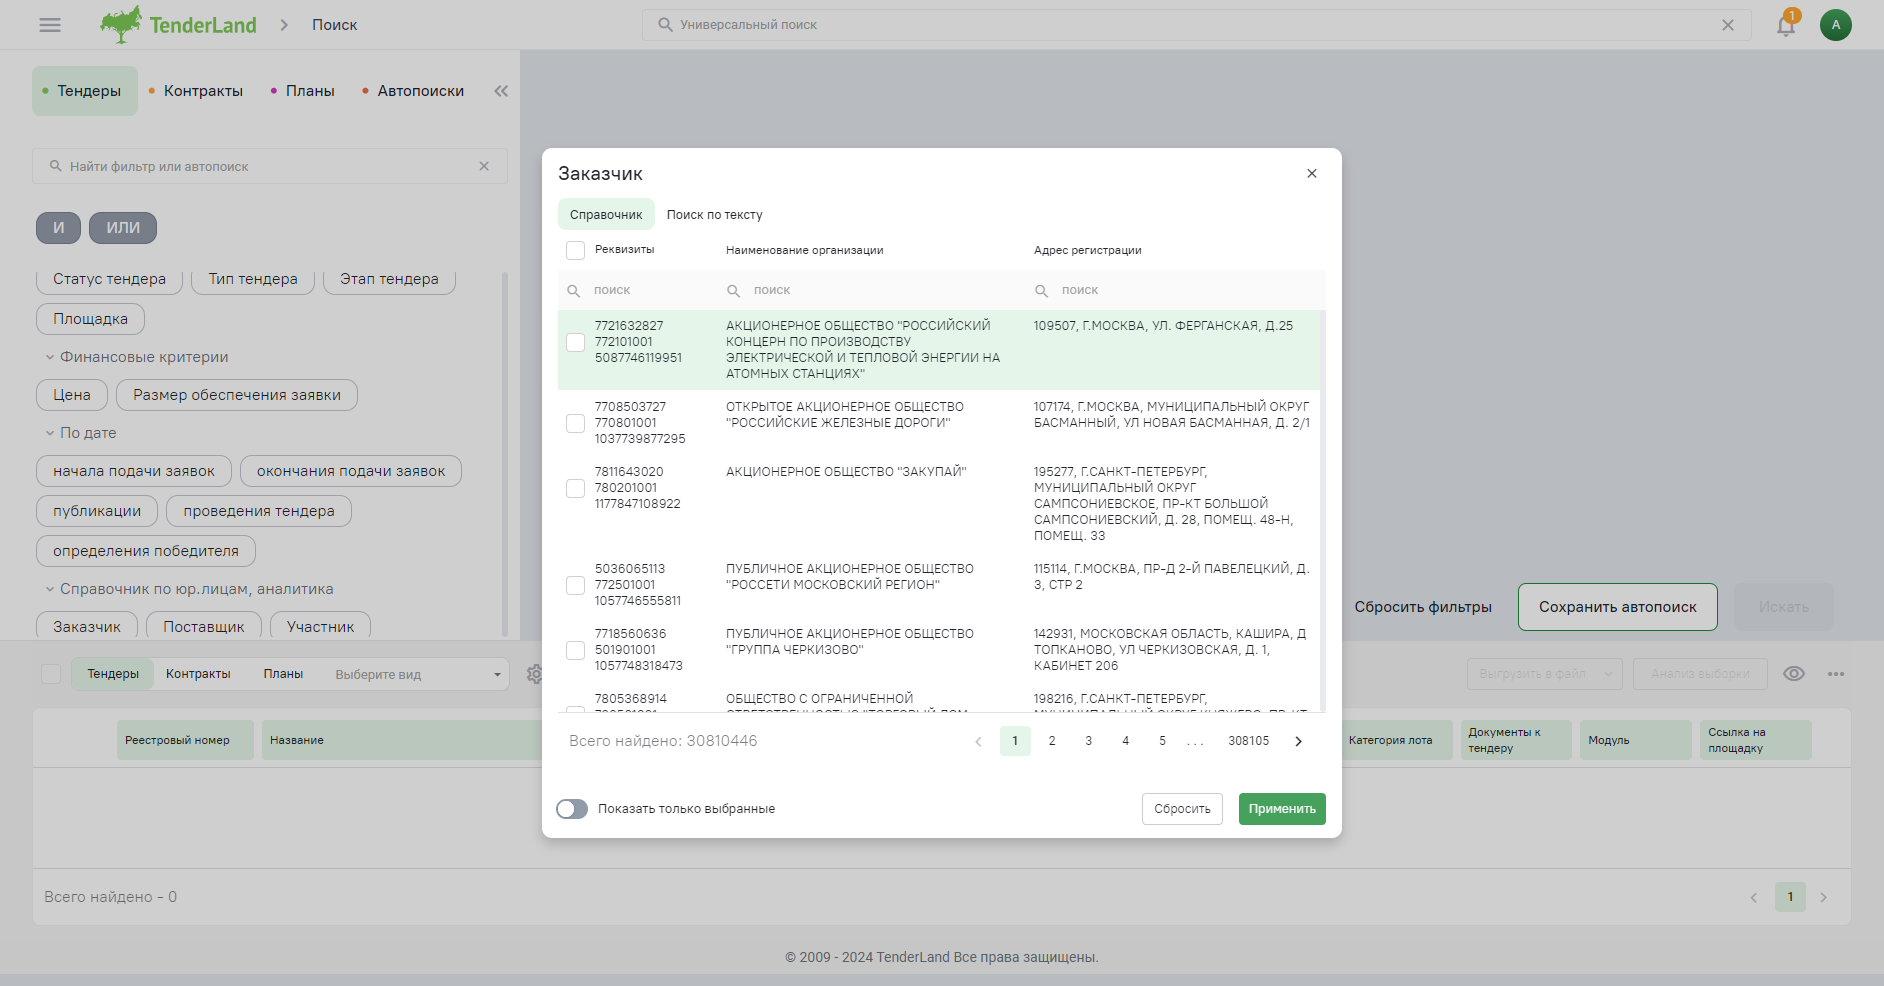 TenderLand
Поиск
Универсальный поиск
1
А
Тендеры
Контракты
Планы
Автопоиски
Найти фильтр или автопоиск
И
ИЛИ
Статус тендера
Тип тендера
Этап тендера
Площадка
Финансовые критерии
Цена
Размер обеспечения заявки
По дате
начала подачи заявок
окончания подачи заявок
публикации
проведения тендера
определения победителя
Справочник по юр.лицам, аналитика
Заказчик
Поставщик
Участник
Заказчик
Справочник
Поиск по тексту
Реквизиты
Наименование организации
Адрес регистрации
поиск
поиск
поиск
7721632827
772101001
5087746119951
АКЦИОНЕРНОЕ ОБЩЕСТВО "РОССИЙСКИЙ
КОНЦЕРН ПО ПРОИЗВОДСТВУ
ЭЛЕКТРИЧЕСКОЙ И ТЕПЛОВОЙ ЭНЕРГИИ НА
АТОМНЫХ СТАНЦИЯХ"
109507, Г.МОСКВА, УЛ. ФЕРГАНСКАЯ, Д.25
7708503727
770801001
1037739877295
ОТКРЫТОЕ АКЦИОНЕРНОЕ ОБЩЕСТВО
"РОССИЙСКИЕ ЖЕЛЕЗНЫЕ ДОРОГИ"
107174, Г.МОСКВА, МУНИЦИПАЛЬНЫЙ ОКРУГ
БАСМАННЫЙ, УЛ НОВАЯ БАСМАННАЯ, Д. 2/1
7811643020
780201001
1177847108922
АКЦИОНЕРНОЕ ОБЩЕСТВО "ЗАКУПАЙ"
195277, Г.САНКТ-ПЕТЕРБУРГ,
МУНИЦИПАЛЬНЫЙ ОКРУГ
САМПСОНИЕВСКОЕ, ПР-КТ БОЛЬШОЙ
САМПСОНИЕВСКИЙ, Д. 28, ПОМЕЩ. 48-Н,
ПОМЕЩ. 33
5036065113
772501001
1057746555811
ПУБЛИЧНОЕ АКЦИОНЕРНОЕ ОБЩЕСТВО
"РОССЕТИ МОСКОВСКИЙ РЕГИОН"
115114, Г.МОСКВА, ПР-Д 2-Й ПАВЕЛЕЦКИЙ, Д.
3, СТР 2
7718560636
501901001
1057748318473
ПУБЛИЧНОЕ АКЦИОНЕРНОЕ ОБЩЕСТВО
"ГРУППА ЧЕРКИЗОВО"
142931, МОСКОВСКАЯ ОБЛАСТЬ, КАШИРА, Д
ТОПКАНОВО, УЛ ЧЕРКИЗОВСКАЯ, Д. 1,
КАБИНЕТ 206
7805368914
ОБЩЕСТВО С ОГРАНИЧЕННОЙ
198216, Г.САНКТ-ПЕТЕРБУРГ,
Всего найдено: 30810446
1
2
3
4
5
...
308105
Показать только выбранные
Сбросить
Применить
Сбросить фильтры
Сохранить автопоиск
Искать
Тендеры
Контракты
Планы
Выберите вид
Выгрузить в файл
Анализ выборки
Реестровый номер
Название
Категория лота
Документы к
тендеру
Модуль
Ссылка на
площадку
Всего найдено - 0
1
© 2009 - 2024 TenderLand Все права защищены.